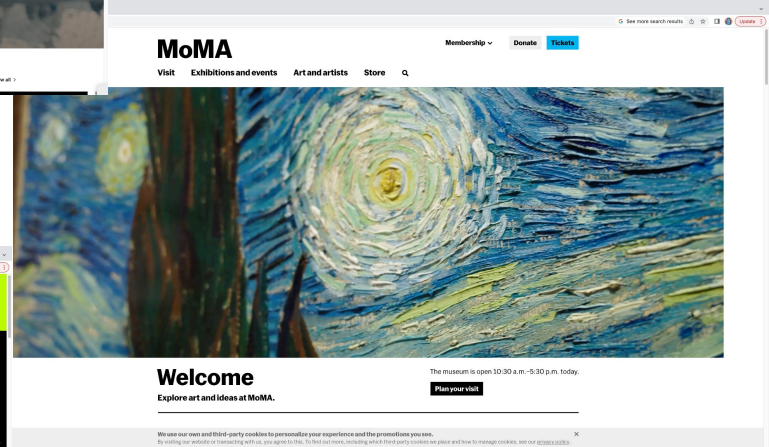 w all >
G See more search results
Update
MoMA
Membership
Donate
Tickets
Visit
Exhibitions and events
Art and artists
Store
Welcome
Explore art and ideas at MoMA.
The museum is open 10:30 a.m.–5:30 p.m. today.
Plan your visit
We use our own and third-party cookies to personalize your experience and the promotions you see.
By visiting our website or transacting with us, you agree to this. To find out more, including which third-party cookies we place and how to manage cookies, see our privacy policy.